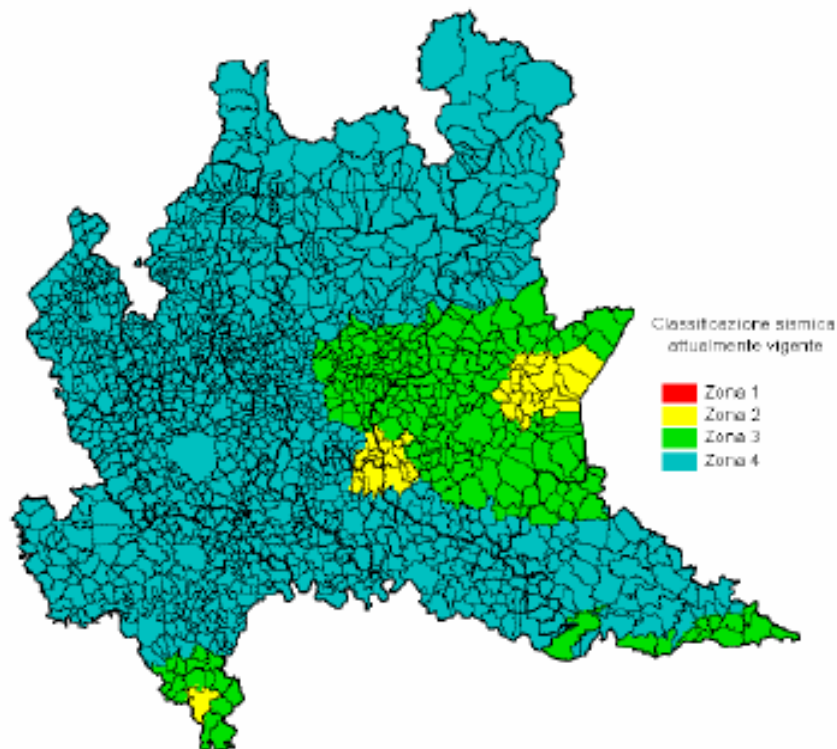 Classificazione sismica
attualmente vigente
Zona 1
Zona 2
Zona 3
Zona 4